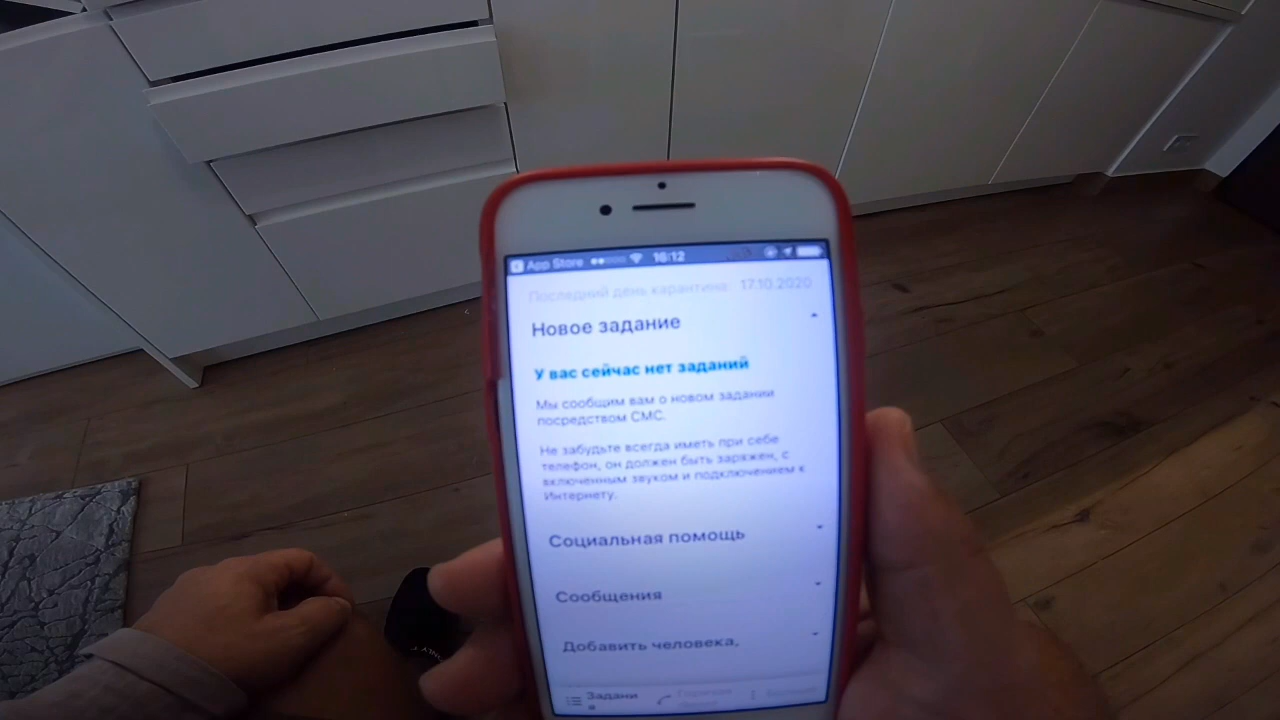 App Store 16:12
Последний день карантина 17.10.2020
Новое задание
У вас сейчас нет заданий
Мы сообщим вам о новом задании
посредством СМС.
Не забудьте всегда иметь при себе
телефон, он должен быть заряжен, с
включенным звуком и подключением к
Интернету.
Социальная помощь
Сообщения
Добавить человека,
Задани
я